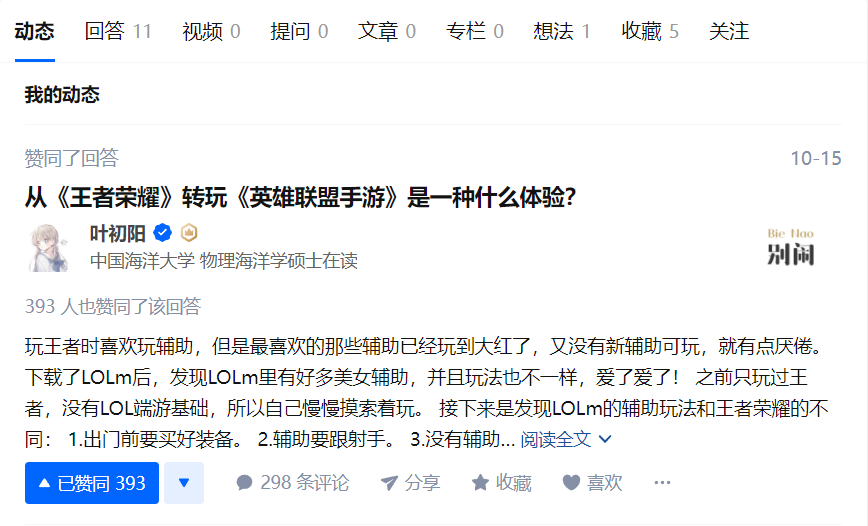 动态 回答 11 视频 0 提问 0 文章 0 专栏 0 想法 1 收藏 5 关注
我的动态
赞同了回答 10-15
从《王者荣耀》转玩《英雄联盟手游》是一种什么体验？
叶初阳
中国海洋大学 物理海洋学硕士在读
Bie Nao
别闹
393 人也赞同了该回答
玩王者时喜欢玩辅助，但是最喜欢的那些辅助已经玩到大红了，又没有新辅助可玩，就有点厌倦。
下载了LOLm后，发现LOLm里有好多美女辅助，并且玩法也不一样，爱了爱了！ 之前只玩过王
者，没有LOL端游基础，所以自己慢慢摸索着玩。 接下来是发现LOLm的辅助玩法和王者荣耀的不
同： 1.出门前要买好装备。 2.辅助要跟射手。 3.没有辅助... 阅读全文
已赞同 393 298 条评论 分享 收藏 喜欢 ...